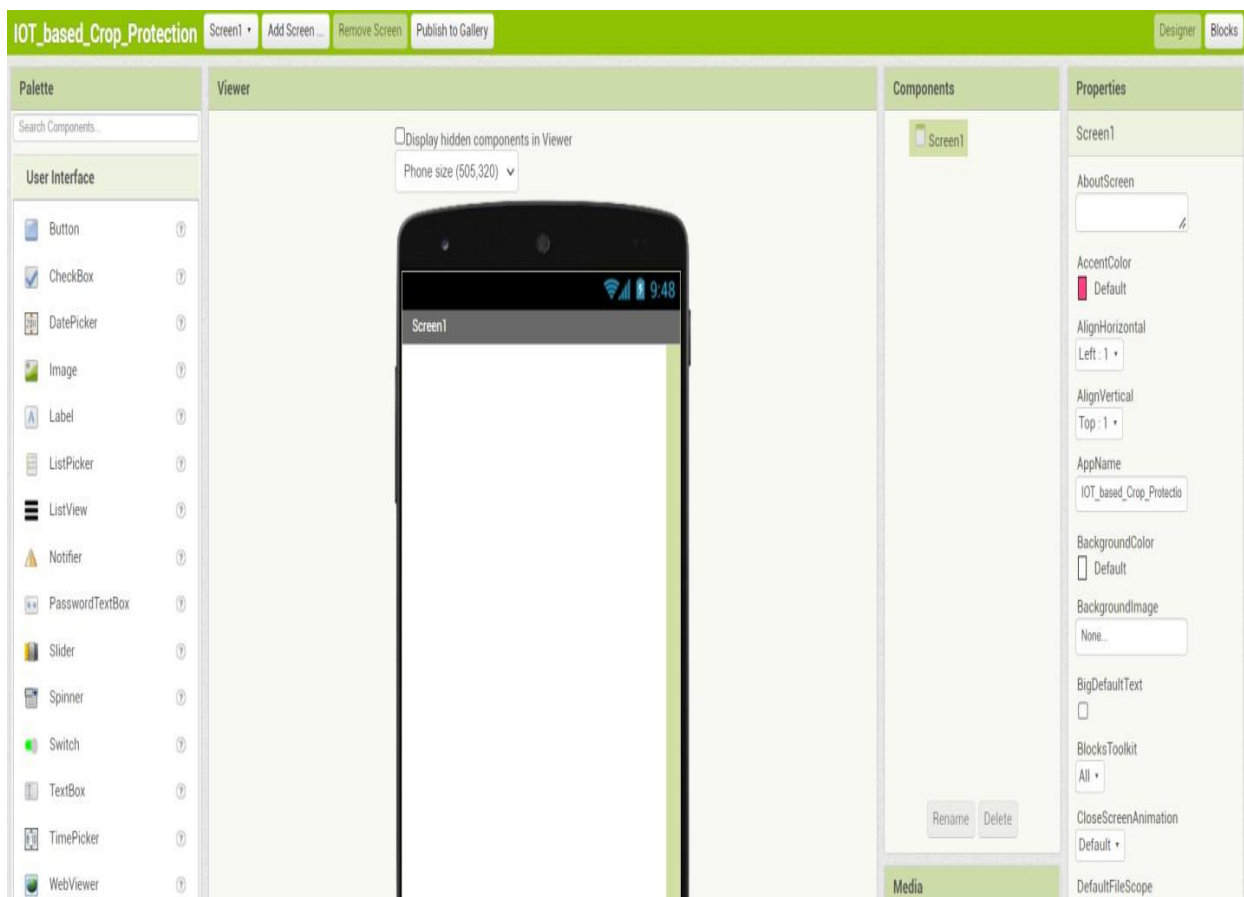 IOT_based_Crop_Protection Screen1 Add Screen ... Remove Screen Publish to Gallery Designer Blocks
Palette
Search Components...
User Interface
Button
CheckBox
DatePicker
Image
Label
ListPicker
ListView
Notifier
PasswordTextBox
Slider
Spinner
Switch
TextBox
TimePicker
WebViewer
Viewer
Display hidden components in Viewer
Phone size (505,320)
9:48
Screen1
Components
Screen1
Rename Delete
Media
Properties
Screen1
AboutScreen
AccentColor
Default
AlignHorizontal
Left : 1
AlignVertical
Top : 1
AppName
IOT_based_Crop_Protectio
BackgroundColor
Default
BackgroundImage
None...
BigDefaultText
BlocksToolkit
All
CloseScreenAnimation
Default
DefaultFileScope